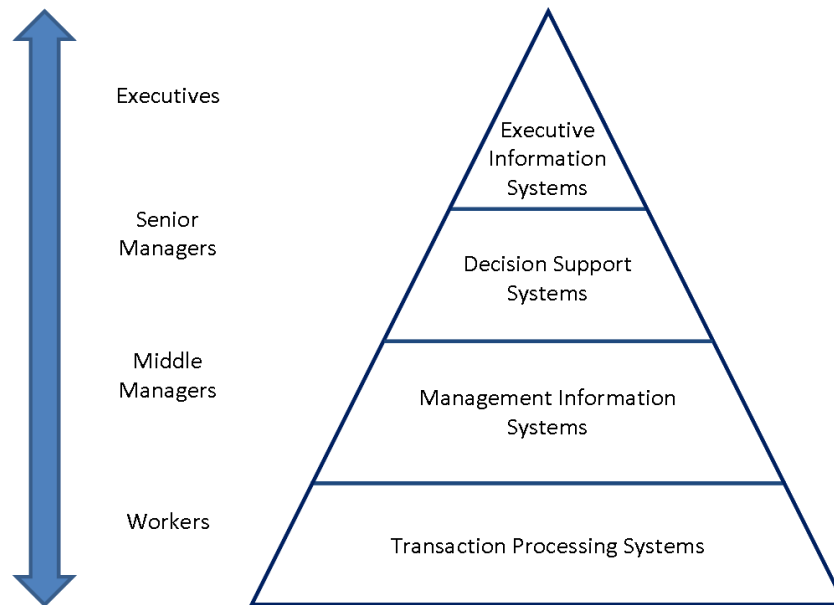 Executives
Executive
Information
Systems
Senior
Managers
Decision Support
Systems
Middle
Managers
Management Information
Systems
Workers
Transaction Processing Systems